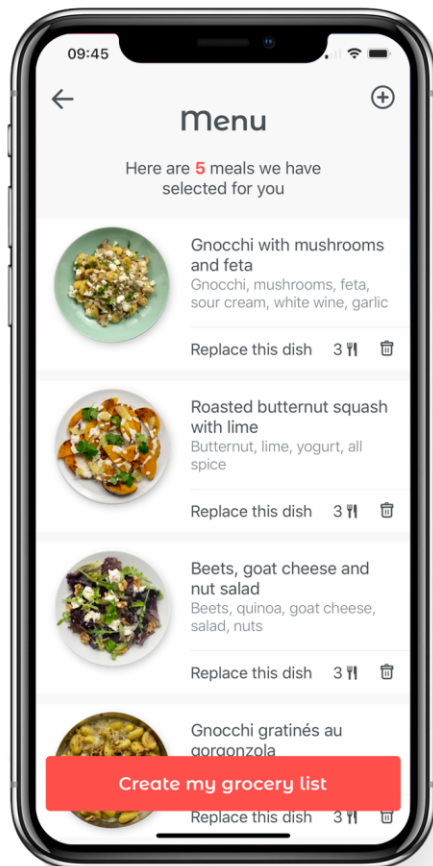 09:45
Menu
Here are 5 meals we have
selected for you
Gnocchi with mushrooms
and feta
Gnocchi, mushrooms, feta,
sour cream, white wine, garlic
Replace this dish 3
Roasted butternut squash
with lime
Butternut, lime, yogurt, all
spice
Replace this dish 3
Beets, goat cheese and
nut salad
Beets, quinoa, goat cheese,
salad, nuts
Replace this dish 3
Gnocchi gratinés au
gorgonzola
Create my grocery list
Replace this dish 3